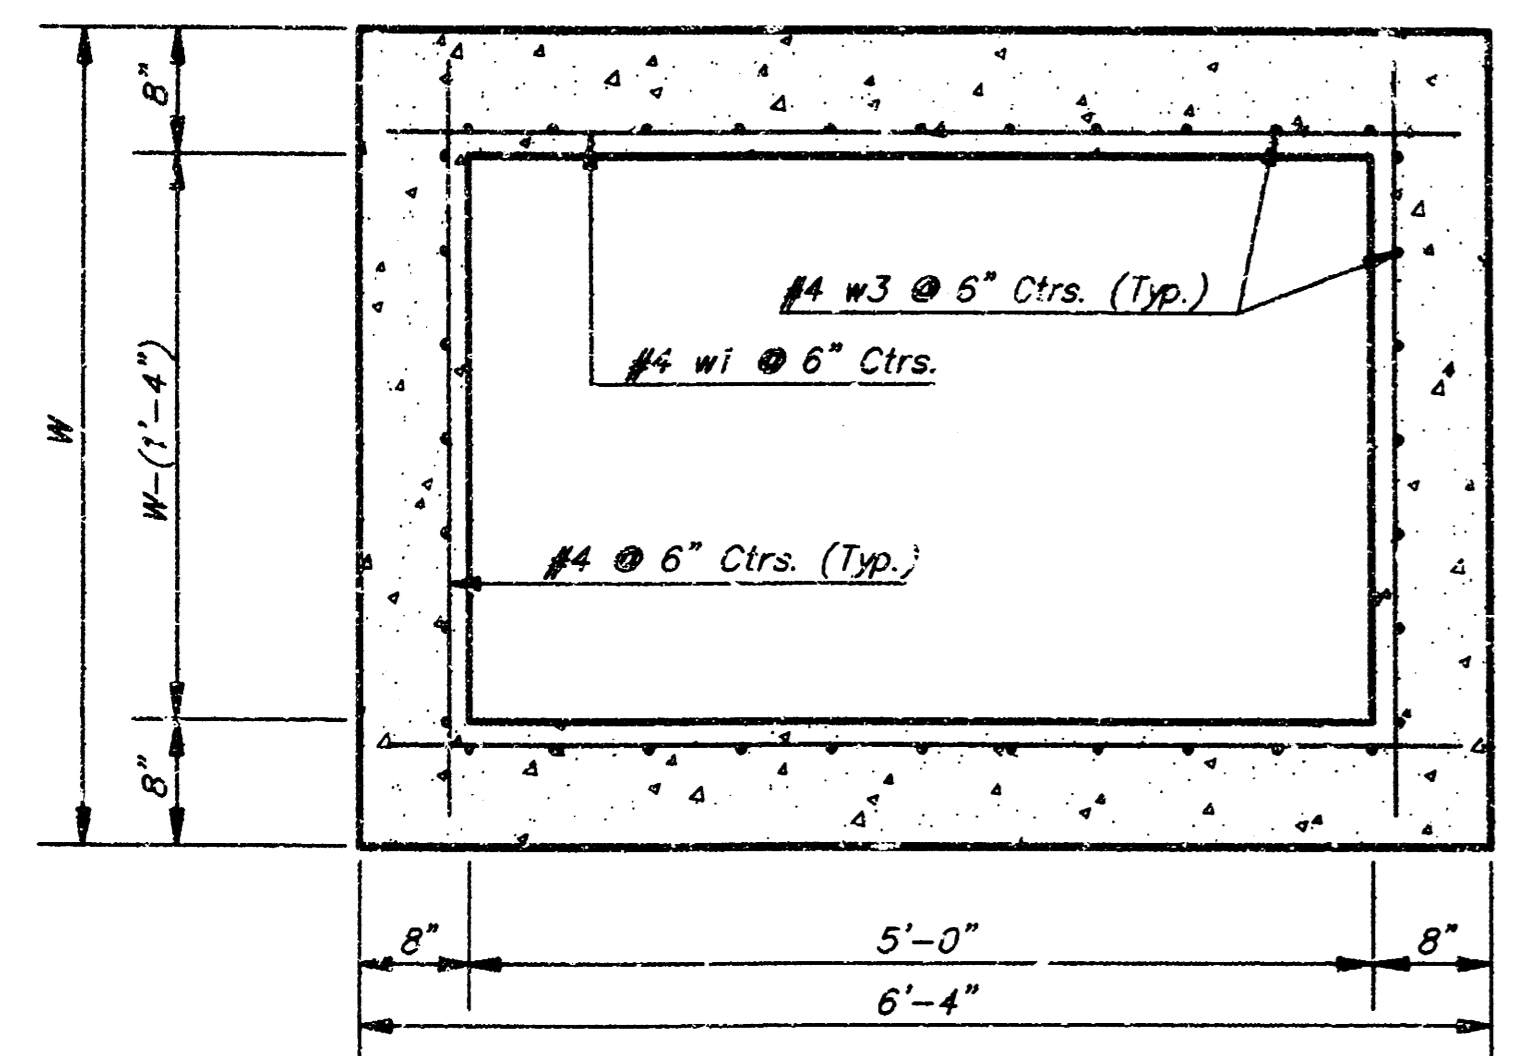 8"
W
W-(1'-4")
8"
#4 w3 @ 6" Ctrs. (Typ.)
#4 wi @ 6" Ctrs.
#4 @ 6" Ctrs. (Typ.)
8"
5'-0"
8"
6'-4"